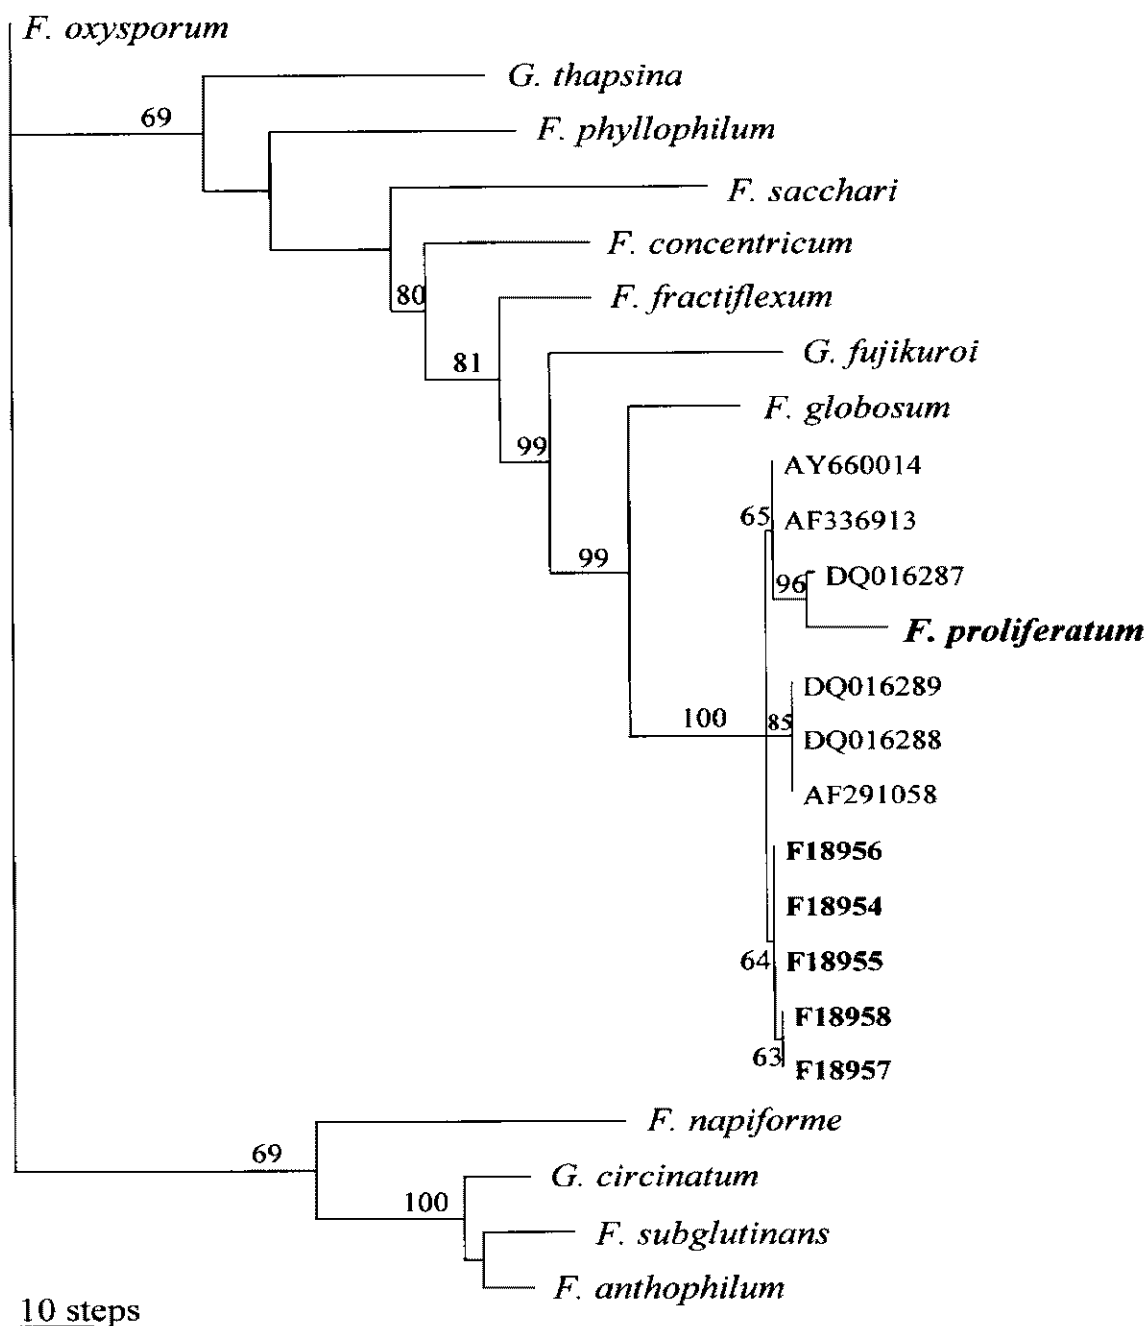 F. oxysporum
G. thapsina
69
F. phyllophilum
F. sacchari
F. concentricum
80
F. fractiflexum
G. fujikuroi
81
F. globosum
99
AY660014
65
AF336913
99
DQ016287
96
F. proliferatum
DQ016289
100
85
DQ016288
AF291058
F18956
F18954
64
F18955
F18958
63
F18957
F. napiforme
69
G. circinatum
100
F. subglutinans
F. anthophilum
10 steps